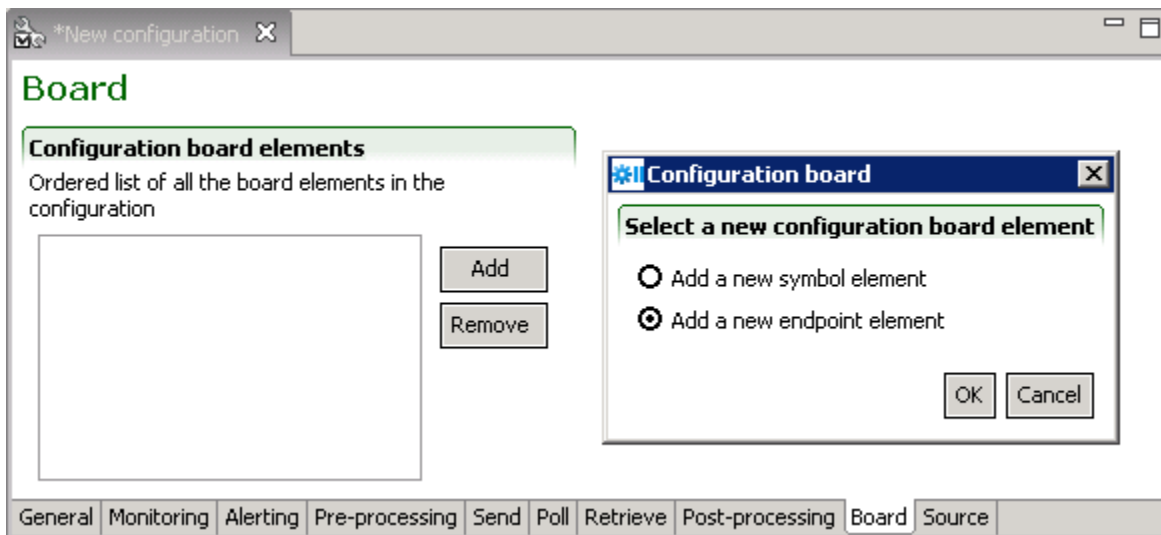 *New configuration
Board
Configuration board elements
Ordered list of all the board elements in the
configuration
Add
Remove
Configuration board
Select a new configuration board element
Add a new symbol element
Add a new endpoint element
OK
Cancel
General
Monitoring
Alerting
Pre-processing
Send
Poll
Retrieve
Post-processing
Board
Source